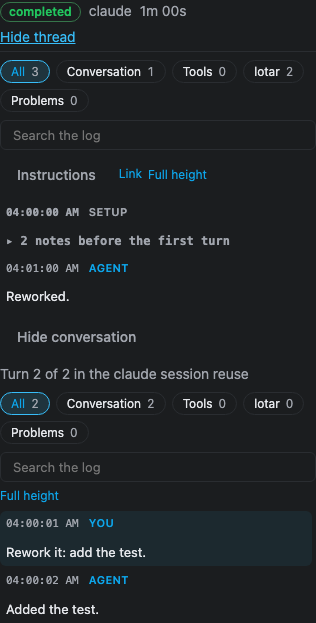 completed claude 1m 00s
Hide thread
All 3 Conversation 1 Tools 0 Iotar 2
Problems 0
Search the log
Instructions Link Full height
04:00:00 AM SETUP
▸ 2 notes before the first turn
04:01:00 AM AGENT
Reworked.
Hide conversation
Turn 2 of 2 in the claude session reuse
All 2 Conversation 2 Tools 0 Iotar 0
Problems 0
Search the log
Full height
04:00:01 AM YOU
Rework it: add the test.
04:00:02 AM AGENT
Added the test.